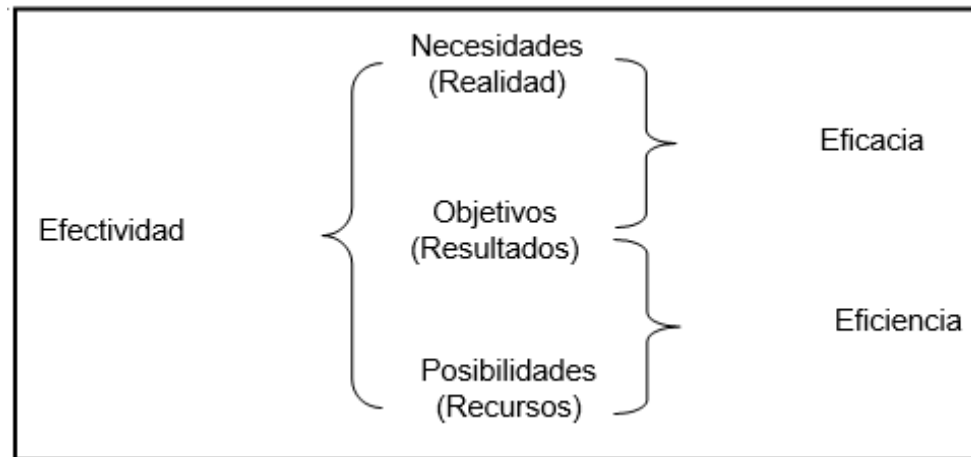 Necesidades
(Realidad)
Eficacia
Efectividad
Objetivos
(Resultados)
Eficiencia
Posibilidades
(Recursos)